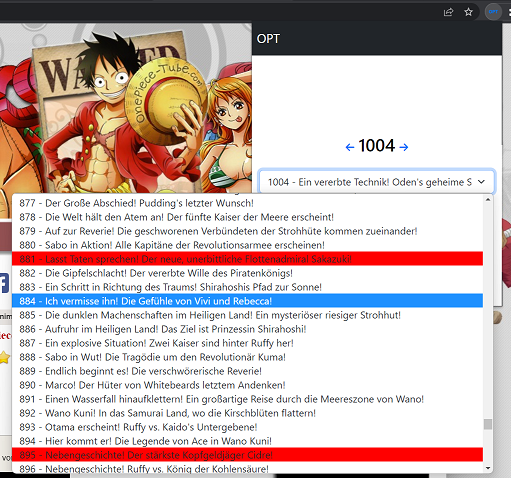 OPT
OPT
WANTED
OnePiece-Tube.com
← 1004 →
1004 - Ein vererbte Technik! Oden's geheime S
877 - Der Große Abschied! Pudding's letzter Wunsch!
878 - Die Welt hält den Atem an! Der fünfte Kaiser der Meere erscheint!
879 - Auf zur Reverie! Die geschworenen Verbündeten der Strohhüte kommen zueinander!
880 - Sabo in Aktion! Alle Kapitäne der Revolutionsarmee erscheinen!
881 - Lasst Taten sprechen! Der neue, unerbittliche Flottenadmiral Sakazuki!
882 - Die Gipfelschlacht! Der vererbte Wille des Piratenkönigs!
883 - Ein Schritt in Richtung des Traums! Shirahoshis Pfad zur Sonne!
884 - Ich vermisse ihn! Die Gefühle von Vivi und Rebecca!
885 - Die dunklen Machenschaften im Heiligen Land! Ein mysteriöser riesiger Strohhut!
886 - Aufruhr im Heiligen Land! Das Ziel ist Prinzessin Shirahoshi!
887 - Ein explosive Situation! Zwei Kaiser sind hinter Ruffy her!
888 - Sabo in Wut! Die Tragödie um den Revolutionär Kuma!
889 - Endlich beginnt es! Die verschwörerische Reverie!
890 - Marco! Der Hüter von Whitebeards letztem Andenken!
891 - Einen Wasserfall hinaufklettern! Ein großartige Reise durch die Meereszone von Wano!
892 - Wano Kuni! In das Samurai Land, wo die Kirschblüten flattern!
893 - Otama erscheint! Ruffy vs. Kaido's Untergebene!
894 - Hier kommt er! Die Legende von Ace in Wano Kuni!
895 - Nebengeschichte! Der stärkste Kopfgeldjäger Cidre!
896 - Nebengeschichte! Ruffy vs. König der Kohlensäure!